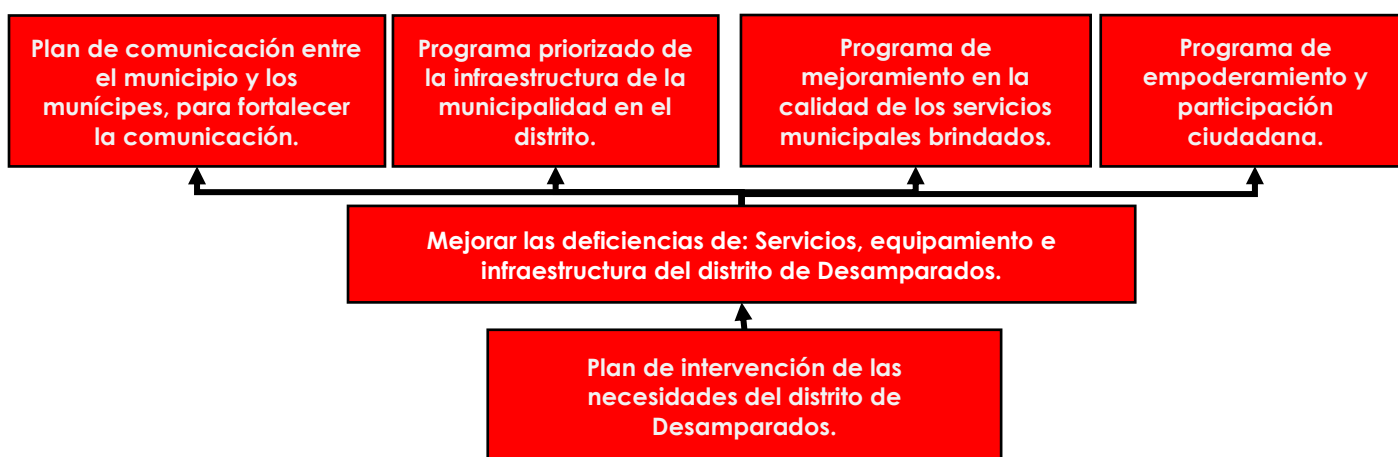 Plan de comunicación entre
el municipio y los
munícipes, para fortalecer
la comunicación.
Programa priorizado de
la infraestructura de la
municipalidad en el
distrito.
Programa de
mejoramiento en la
calidad de los servicios
municipales brindados.
Programa de
empoderamiento y
participación
ciudadana.
Mejorar las deficiencias de: Servicios, equipamiento e
infraestructura del distrito de Desamparados.
Plan de intervención de las
necesidades del distrito de
Desamparados.